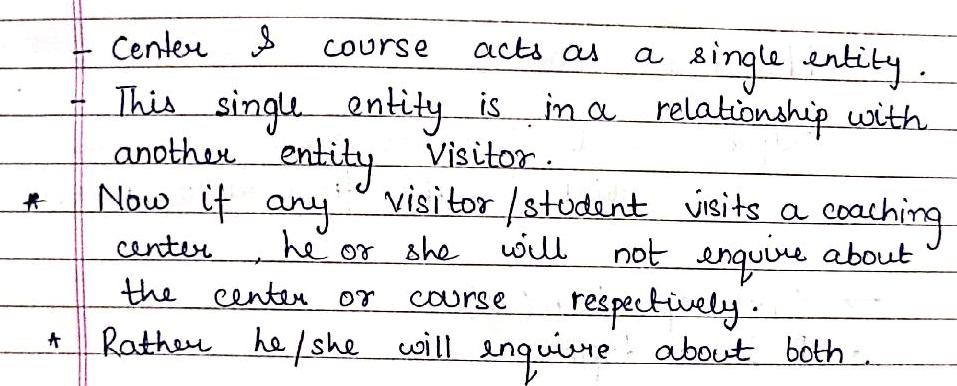 - Center & course acts as a single entity.
- This single entity is in a relationship with
another entity Visitor.
* Now if any visitor/student visits a coaching
center, he or she will not enquire about
the center or course respectively.
* Rather he/she will enquire about both.